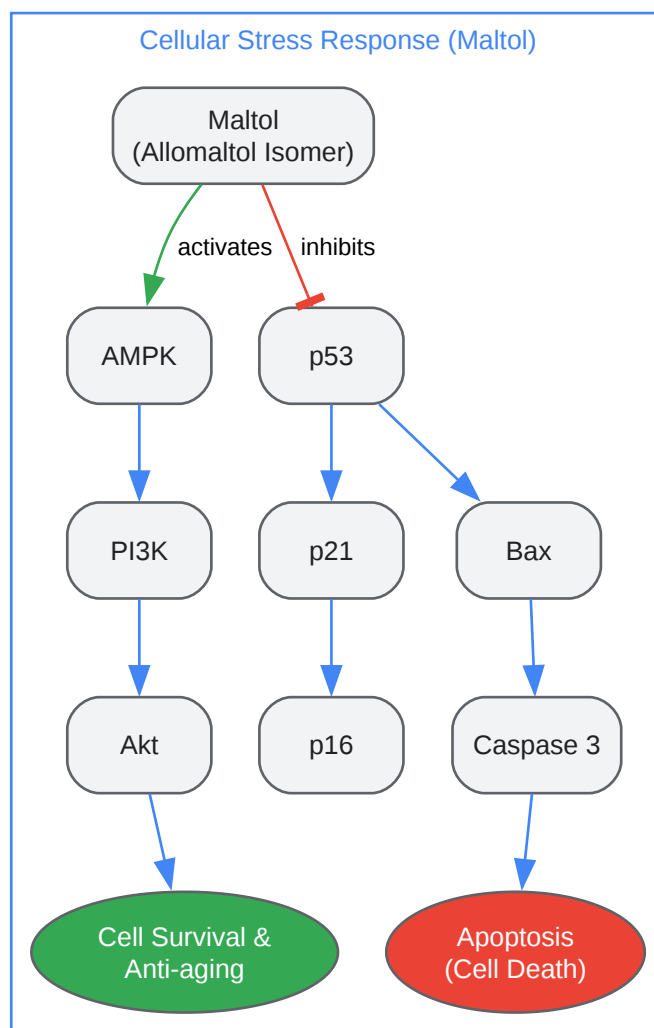 Cellular Stress Response (Maltol)
Maltol
(Allomaltol Isomer)
activates
inhibits
AMPK
p53
PI3K
p21
Bax
Akt
p16
Caspase 3
Cell Survival &
Anti-aging
Apoptosis
(Cell Death)